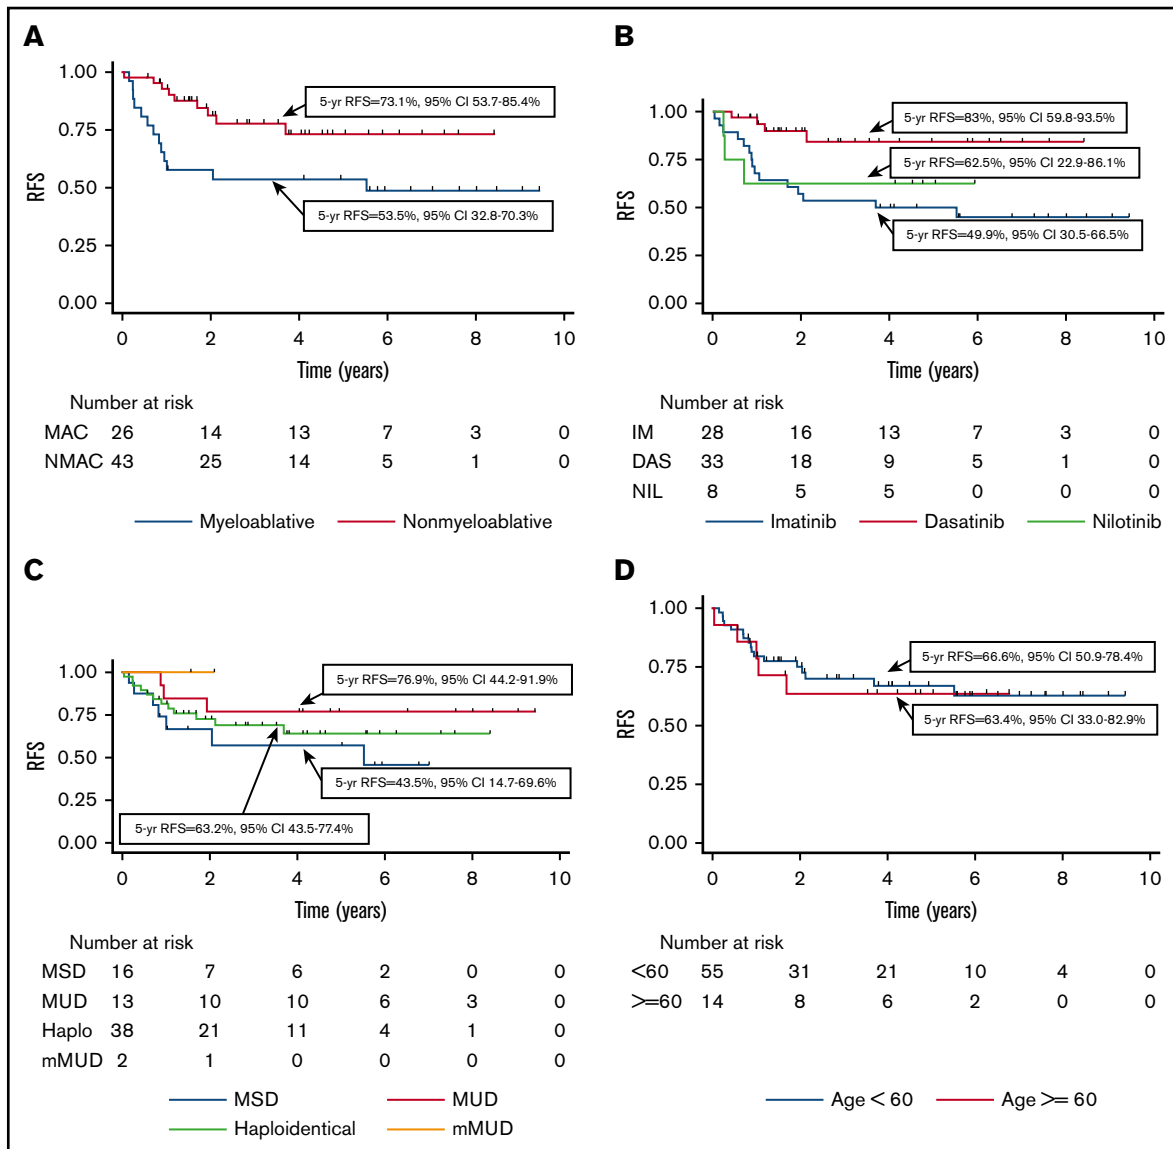 A
1.00
0.75
0.50
0.25
0.00
RFS
5-yr RFS=73.1%, 95% CI 53.7-85.4%
5-yr RFS=53.5%, 95% CI 32.8-70.3%
0 2 4 6 8 10
Time (years)
Number at risk
MAC 26 14 13 7 3 0
NMAC 43 25 14 5 1 0
Myeloablative Nonmyeloablative
B
1.00
0.75
0.50
0.25
0.00
RFS
5-yr RFS=83%, 95% CI 59.8-93.5%
5-yr RFS=62.5%, 95% CI 22.9-86.1%
5-yr RFS=49.9%, 95% CI 30.5-66.5%
0 2 4 6 8 10
Time (years)
Number at risk
IM 28 16 13 7 3 0
DAS 33 18 9 5 1 0
NIL 8 5 5 0 0 0
Imatinib Dasatinib Nilotinib
C
1.00
0.75
0.50
0.25
0.00
RFS
5-yr RFS=76.9%, 95% CI 44.2-91.9%
5-yr RFS=43.5%, 95% CI 14.7-69.6%
5-yr RFS=63.2%, 95% CI 43.5-77.4%
0 2 4 6 8 10
Time (years)
Number at risk
MSD 16 7 6 2 0 0
MUD 13 10 10 6 3 0
Haplo 38 21 11 4 1 0
mMUD 2 1 0 0 0 0
MSD MUD
Haploidentical mMUD
D
1.00
0.75
0.50
0.25
0.00
RFS
5-yr RFS=66.6%, 95% CI 50.9-78.4%
5-yr RFS=63.4%, 95% CI 33.0-82.9%
0 2 4 6 8 10
Time (years)
Number at risk
<60 55 31 21 10 4 0
>=60 14 8 6 2 0 0
Age < 60 Age >= 60